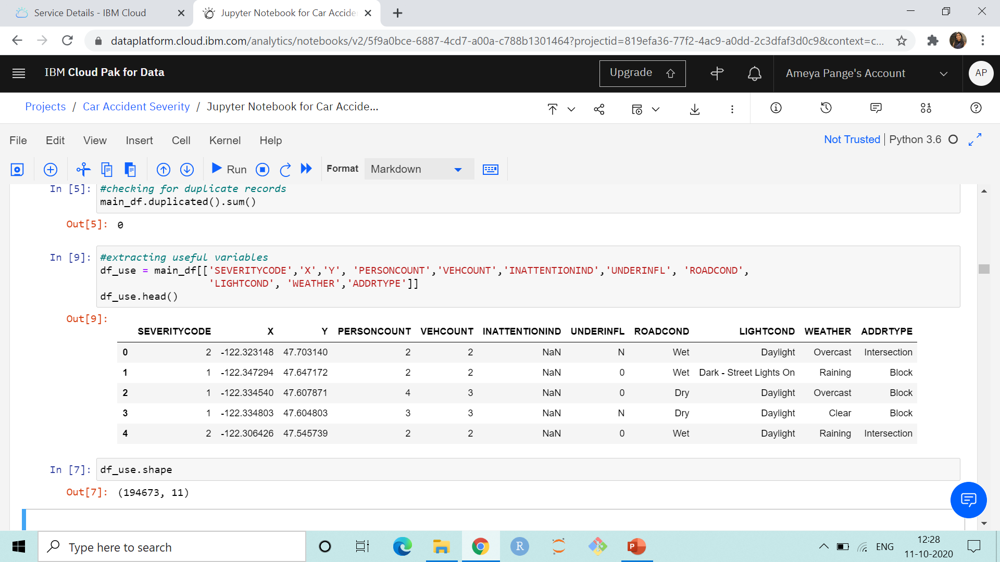 Service Details - IBM Cloud
Jupyter Notebook for Car Accide
dataplatform.cloud.ibm.com/analytics/notebooks/v2/5f9a0bce-6887-4cd7-a00a-c788b1301464?projectid=819efa36-77f2-4ac9-a0dd-2c3dfaf3d0c9&context=c...
IBM Cloud Pak for Data
Upgrade
Ameya Pange's Account
AP
Projects / Car Accident Severity / Jupyter Notebook for Car Accide...
File Edit View Insert Cell Kernel Help
Not Trusted | Python 3.6
Run
Format
Markdown
In [5]: #checking for duplicate records
main_df.duplicated().sum()
Out[5]: 0
In [9]: #extracting useful variables
df_use = main_df[['SEVERITYCODE','X','Y', 'PERSONCOUNT','VEHCOUNT','INATTENTIONIND','UNDERINFL', 'ROADCOND',
'LIGHTCOND', 'WEATHER','ADDRTYPE']]
df_use.head()
Out[9]:
SEVERITYCODE X Y PERSONCOUNT VEHCOUNT INATTENTIONIND UNDERINFL ROADCOND LIGHTCOND WEATHER ADDRTYPE
0 2 -122.323148 47.703140 2 2 NaN N Wet Daylight Overcast Intersection
1 1 -122.347294 47.647172 2 2 NaN 0 Wet Dark - Street Lights On Raining Block
2 1 -122.334540 47.607871 4 3 NaN 0 Dry Daylight Overcast Block
3 1 -122.334803 47.604803 3 3 NaN N Dry Daylight Clear Block
4 2 -122.306426 47.545739 2 2 NaN 0 Wet Daylight Raining Intersection
In [7]: df_use.shape
Out[7]: (194673, 11)
Type here to search
R
P
ENG
12:28
11-10-2020